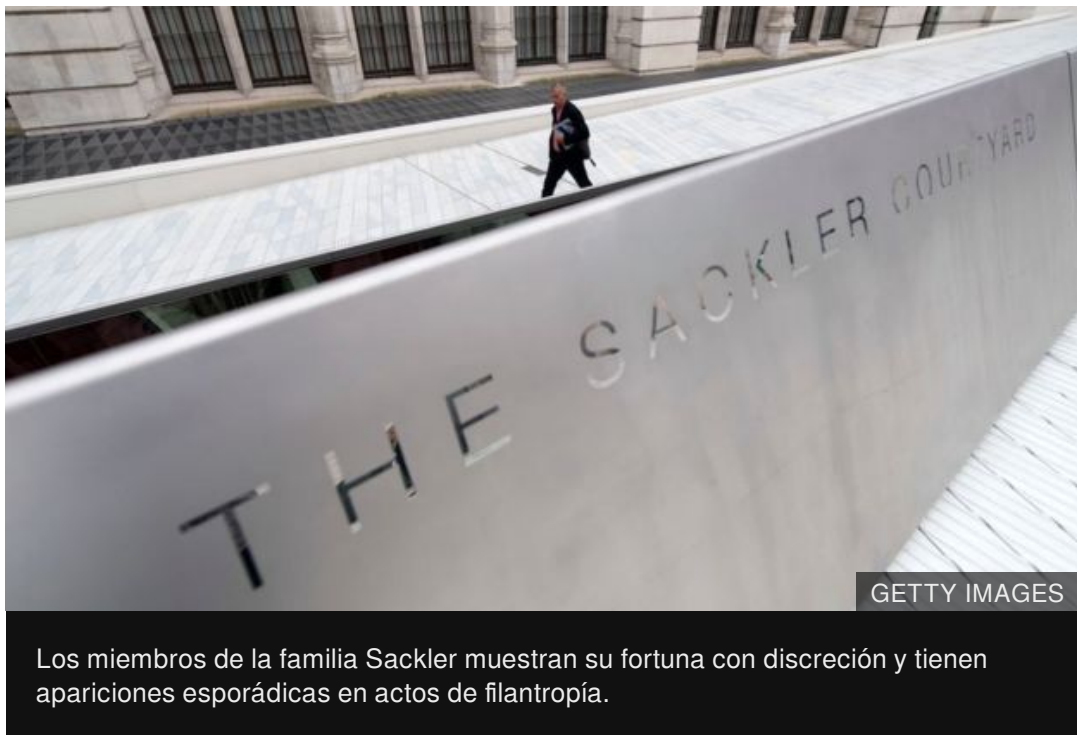 THE SACKLER COURTYARD
GETTY IMAGES
Los miembros de la familia Sackler muestran su fortuna con discreción y tienen
apariciones esporádicas en actos de filantropía.